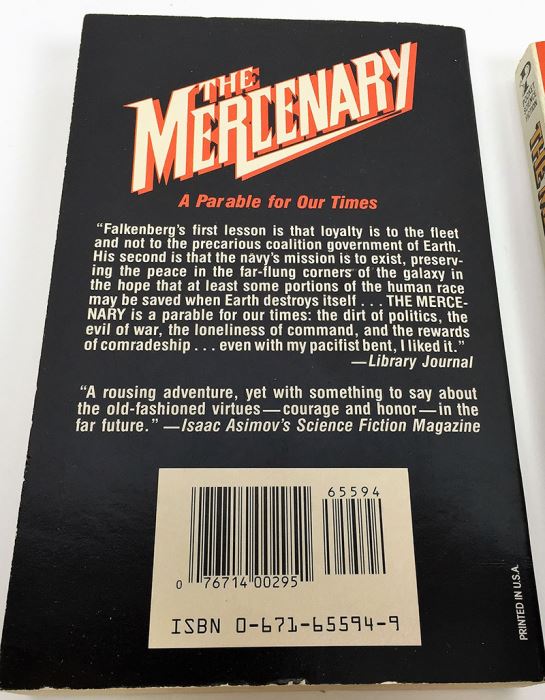 THE
MERCENARY
A Parable for Our Times
"Falkenberg's first lesson is that loyalty is to the fleet
and not to the precarious coalition government of Earth.
His second is that the navy's mission is to exist, preserv-
ing the peace in the far-flung corners of the galaxy in
the hope that at least some portions of the human race
may be saved when Earth destroys itself . . . THE MERCE-
NARY is a parable for our times: the dirt of politics, the
evil of war, the loneliness of command, and the rewards
of comradeship . . . even with my pacifist bent, I liked it."
—Library Journal
"A rousing adventure, yet with something to say about
the old-fashioned virtues—courage and honor—in the
far future." —Isaac Asimov's Science Fiction Magazine
65594
0 76714 00295
ISBN 0-671-65594-9
PRINTED IN U.S.A.
POCKET
SCIENCE
FICTION